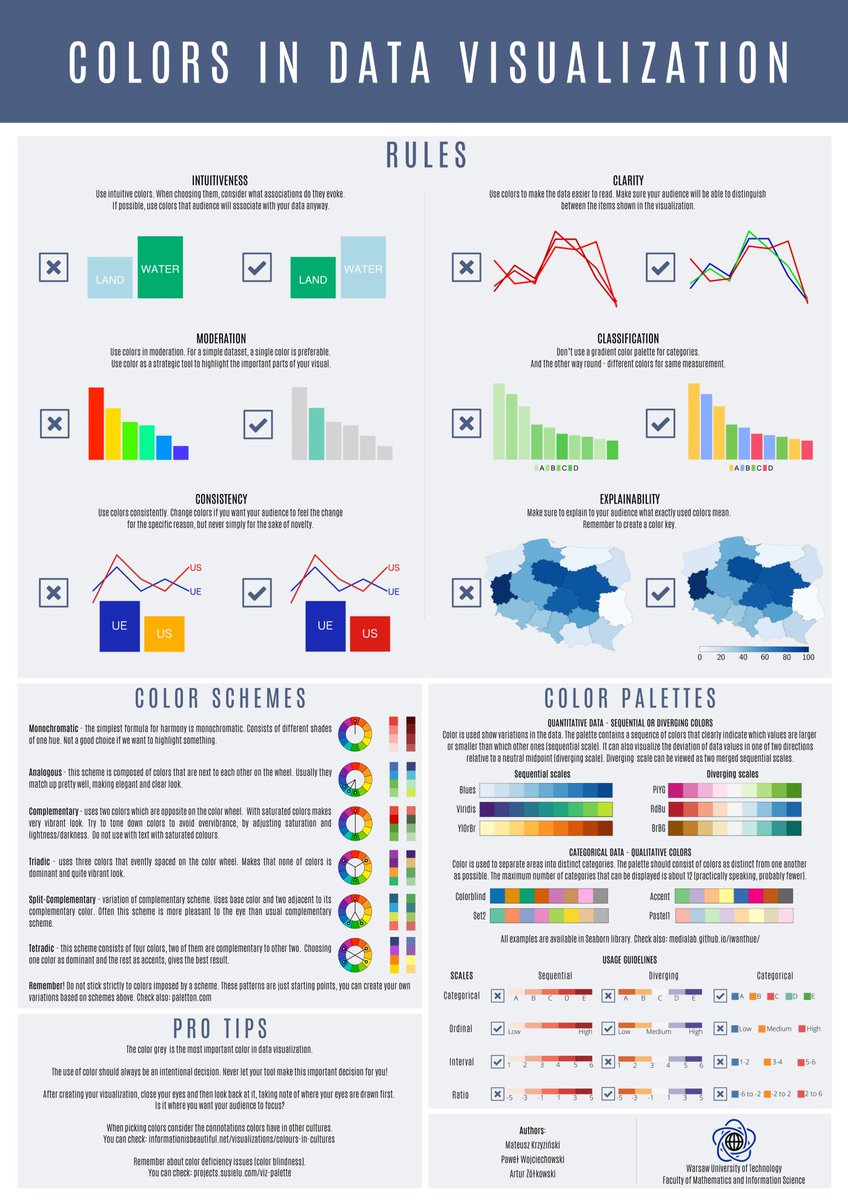 COLORS IN DATA VISUALIZATION
RULES
INTUITIVENESS
Use intuitive colors. When choosing them, consider what associations do they evoke.
If possible, use colors that audience will associate with your data anyway.
LAND
WATER
LAND
WATER
CLARITY
Use colors to make the data easier to read. Make sure your audience will be able to distinguish
between the items shown in the visualization.
MODERATION
Use colors in moderation. For a simple dataset, a single color is preferable.
Use color as a strategic tool to highlight the important parts of your visual.
CLASSIFICATION
Don't use a gradient color palette for categories.
And the other way round - different colors for same measurement.
A B C D
A B C D
CONSISTENCY
Use colors consistently. Change colors if you want your audience to feel the change
for the specific reason, but never simply for the sake of novelty.
US
UE
UE
US
US
UE
UE
US
EXPLAINABILITY
Make sure to explain to your audience what exactly used colors mean.
Remember to create a color key.
0 20 40 60 80 100
COLOR SCHEMES
Monochromatic - the simplest formula for harmony is monochromatic. Consists of different shades
of one hue. Not a good choice if we want to highlight something.
Analogous - this scheme is composed of colors that are next to each other on the wheel. Usually they
match up pretty well, making elegant and clear look.
Complementary - uses two colors which are opposite on the color wheel. With saturated colors makes
very vibrant look. Try to tone down colors to avoid overvibrance, by adjusting saturation and
lightness/darkness. Do not use with text with saturated colours.
Triadic - uses three colors that evently spaced on the color wheel. Makes that none of colors is
dominant and quite vibrant look.
Split-Complementary - variation of complementary scheme. Uses base color and two adjacent to its
complementary color. Often this scheme is more pleasant to the eye than usual complementary
scheme.
Tetradic - this scheme consists of four colors, two of them are complementary to other two. Choosing
one color as dominant and the rest as accents, gives the best result.
Remember! Do not stick strictly to colors imposed by a scheme. These patterns are just starting points, you can create your own
variations based on schemes above. Check also: paletton.com
PRO TIPS
The color grey is the most important color in data visualization.
The use of color should always be an intentional decision. Never let your tool make this important decision for you!
After creating your visualization, close your eyes and then look back at it, taking note of where your eyes are drawn first.
Is it where you want your audience to focus?
When picking colors consider the connotations colors have in other cultures.
You can check: informationisbeautiful.net/visualizations/colours-in-cultures
Remember about color deficiency issues (color blindness).
You can check: projects.susielu.com/viz-palette
COLOR PALETTES
QUANTITATIVE DATA - SEQUENTIAL OR DIVERGING COLORS
Color is used show variations in the data. The palette contains a sequence of colors that clearly indicate which values are larger
or smaller than which other ones (sequential scale). It can also visualize the deviation of data values in one of two directions
relative to a neutral midpoint (diverging scale). Diverging scale can be viewed as two merged sequential scales.
Sequential scales
Diverging scales
Blues
PiYG
Viridis
RdBu
YlOrBr
BrBG
CATEGORICAL DATA - QUALITATIVE COLORS
Color is used to separate areas into distinct categories. The palette should consist of colors as distinct from one another
as possible. The maximum number of categories that can be displayed is about 12 (practically speaking, probably fewer).
Colorblind
Accent
Set2
Pastel1
All examples are available in Seaborn library. Check also: medialab.github.io/iwanthue/
USAGE GUIDELINES
SCALES Sequential Diverging Categorical
Categorical A B C D E A B C D E A B C D E
Ordinal Low High Low Medium High Low Medium High
Interval 1 2 3 4 5 6 1 2 3 4 5 6 1-2 3-4 5-6
Ratio -5 -3 -1 1 3 5 -5 -3 -1 1 3 5 -6 to -2 -2 to 2 2 to 6
Authors:
Mateusz Krzyziński
Paweł Wojciechowski
Artur Żółkowski
Warsaw University of Technology
Faculty of Mathematics and Information Science